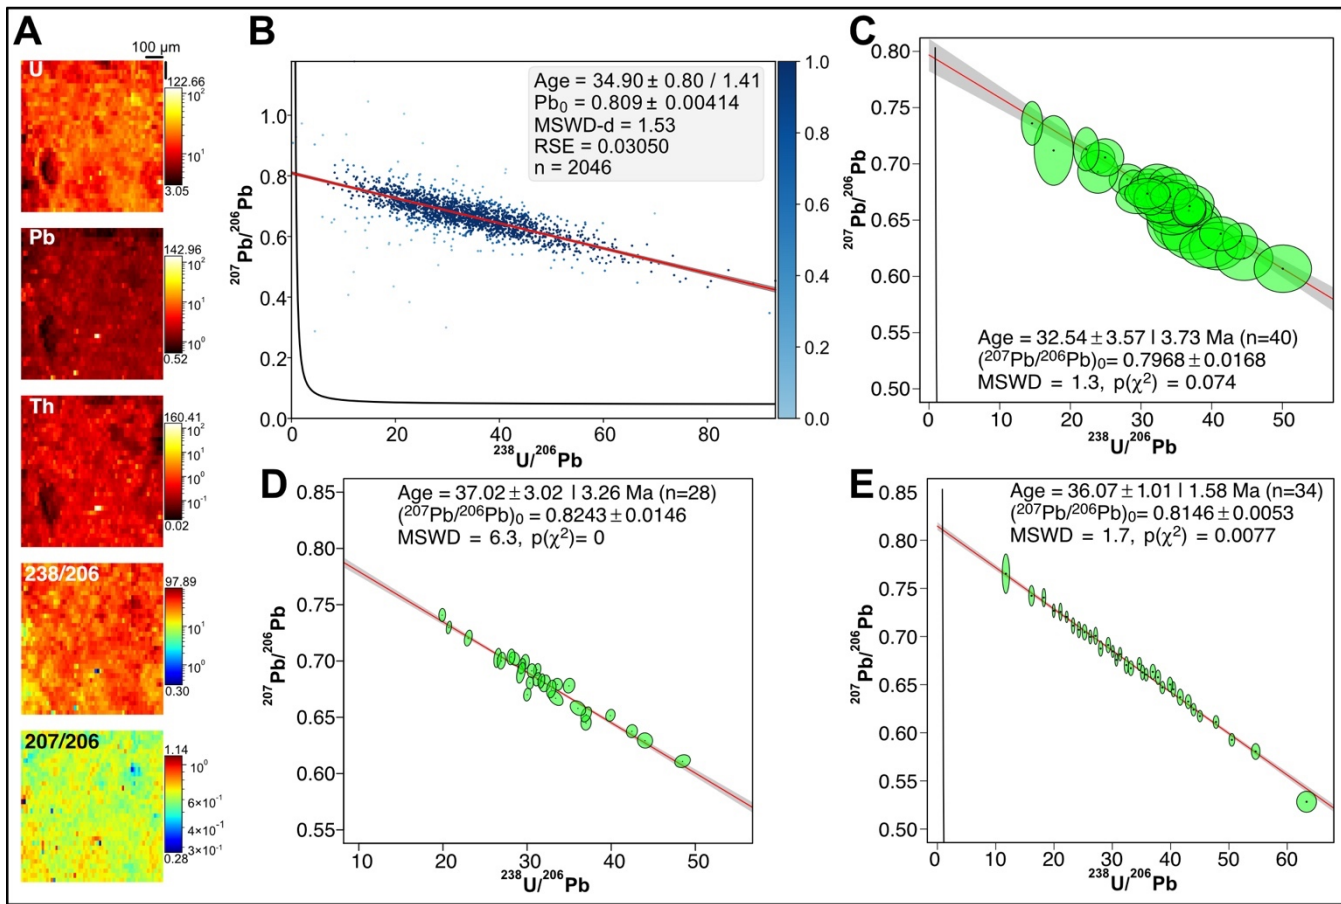 A
100 µm
U
122.66
10²
10¹
3.05
Pb
142.96
10²
10¹
10⁰
0.52
Th
160.41
10²
10¹
10⁰
10⁻¹
0.02
238/206
97.89
10¹
10⁰
0.30
207/206
1.14
10⁰
6×10⁻¹
4×10⁻¹
3×10⁻¹
0.28
B
Age = 34.90 ± 0.80 / 1.41
Pb₀ = 0.809 ± 0.00414
MSWD-d = 1.53
RSE = 0.03050
n = 2046
1.0
0.8
0.6
0.4
0.2
0.0
²⁰⁷Pb/²⁰⁶Pb
0 20 40 60 80
²³⁸U/²⁰⁶Pb
1.0
0.8
0.6
0.4
0.2
0.0
C
0.80
0.75
0.70
0.65
0.60
0.55
0.50
²⁰⁷Pb/²⁰⁶Pb
Age = 32.54 ± 3.57 | 3.73 Ma (n=40)
(²⁰⁷Pb/²⁰⁶Pb)₀= 0.7968 ± 0.0168
MSWD = 1.3, p(χ²) = 0.074
0 10 20 30 40 50
²³⁸U/²⁰⁶Pb
D
Age = 37.02 ± 3.02 | 3.26 Ma (n=28)
(²⁰⁷Pb/²⁰⁶Pb)₀ = 0.8243 ± 0.0146
MSWD = 6.3, p(χ²)= 0
0.85
0.80
0.75
0.70
0.65
0.60
0.55
²⁰⁷Pb/²⁰⁶Pb
10 20 30 40 50
²³⁸U/²⁰⁶Pb
E
Age = 36.07 ± 1.01 | 1.58 Ma (n=34)
(²⁰⁷Pb/²⁰⁶Pb)₀= 0.8146 ± 0.0053
MSWD = 1.7, p(χ²) = 0.0077
0.85
0.80
0.75
0.70
0.65
0.60
0.55
0.50
²⁰⁷Pb/²⁰⁶Pb
0 10 20 30 40 50 60
²³⁸U/²⁰⁶Pb